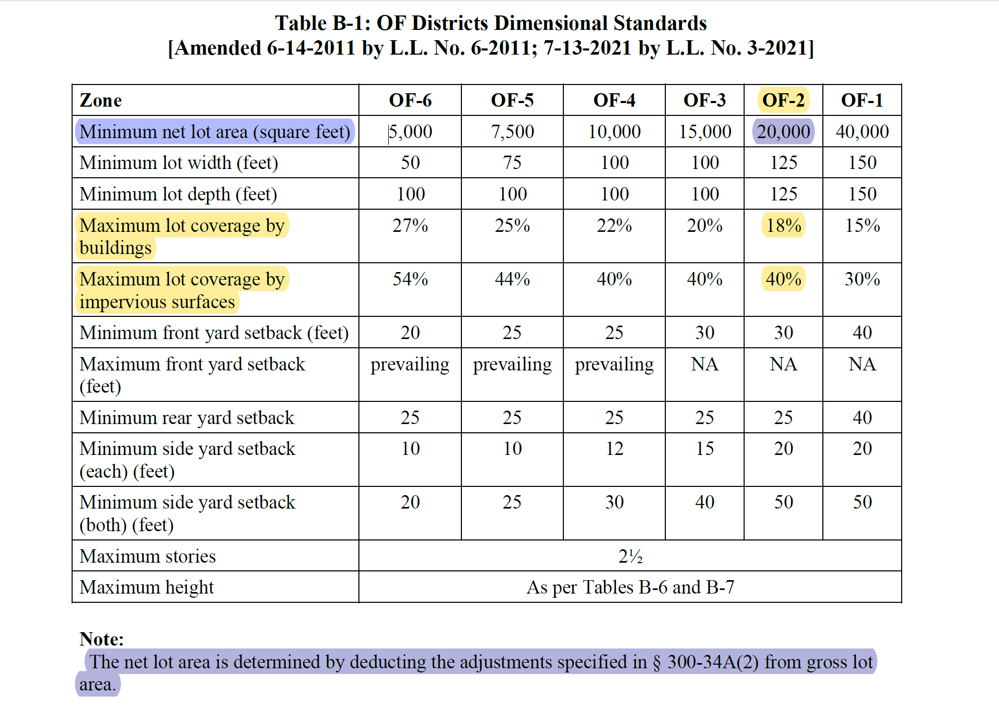 Table B-1: OF Districts Dimensional Standards
[Amended 6-14-2011 by L.L. No. 6-2011; 7-13-2021 by L.L. No. 3-2021]
Zone OF-6 OF-5 OF-4 OF-3 OF-2 OF-1
Minimum net lot area (square feet) 5,000 7,500 10,000 15,000 20,000 40,000
Minimum lot width (feet) 50 75 100 100 125 150
Minimum lot depth (feet) 100 100 100 100 125 150
Maximum lot coverage by 27% 25% 22% 20% 18% 15%
buildings
Maximum lot coverage by 54% 44% 40% 40% 40% 30%
impervious surfaces
Minimum front yard setback (feet) 20 25 25 30 30 40
Maximum front yard setback prevailing prevailing prevailing NA NA NA
(feet)
Minimum rear yard setback 25 25 25 25 25 40
Minimum side yard setback 10 10 12 15 20 20
(each) (feet)
Minimum side yard setback 20 25 30 40 50 50
(both) (feet)
Maximum stories 2½
Maximum height As per Tables B-6 and B-7
Note:
The net lot area is determined by deducting the adjustments specified in § 300-34A(2) from gross lot
area.